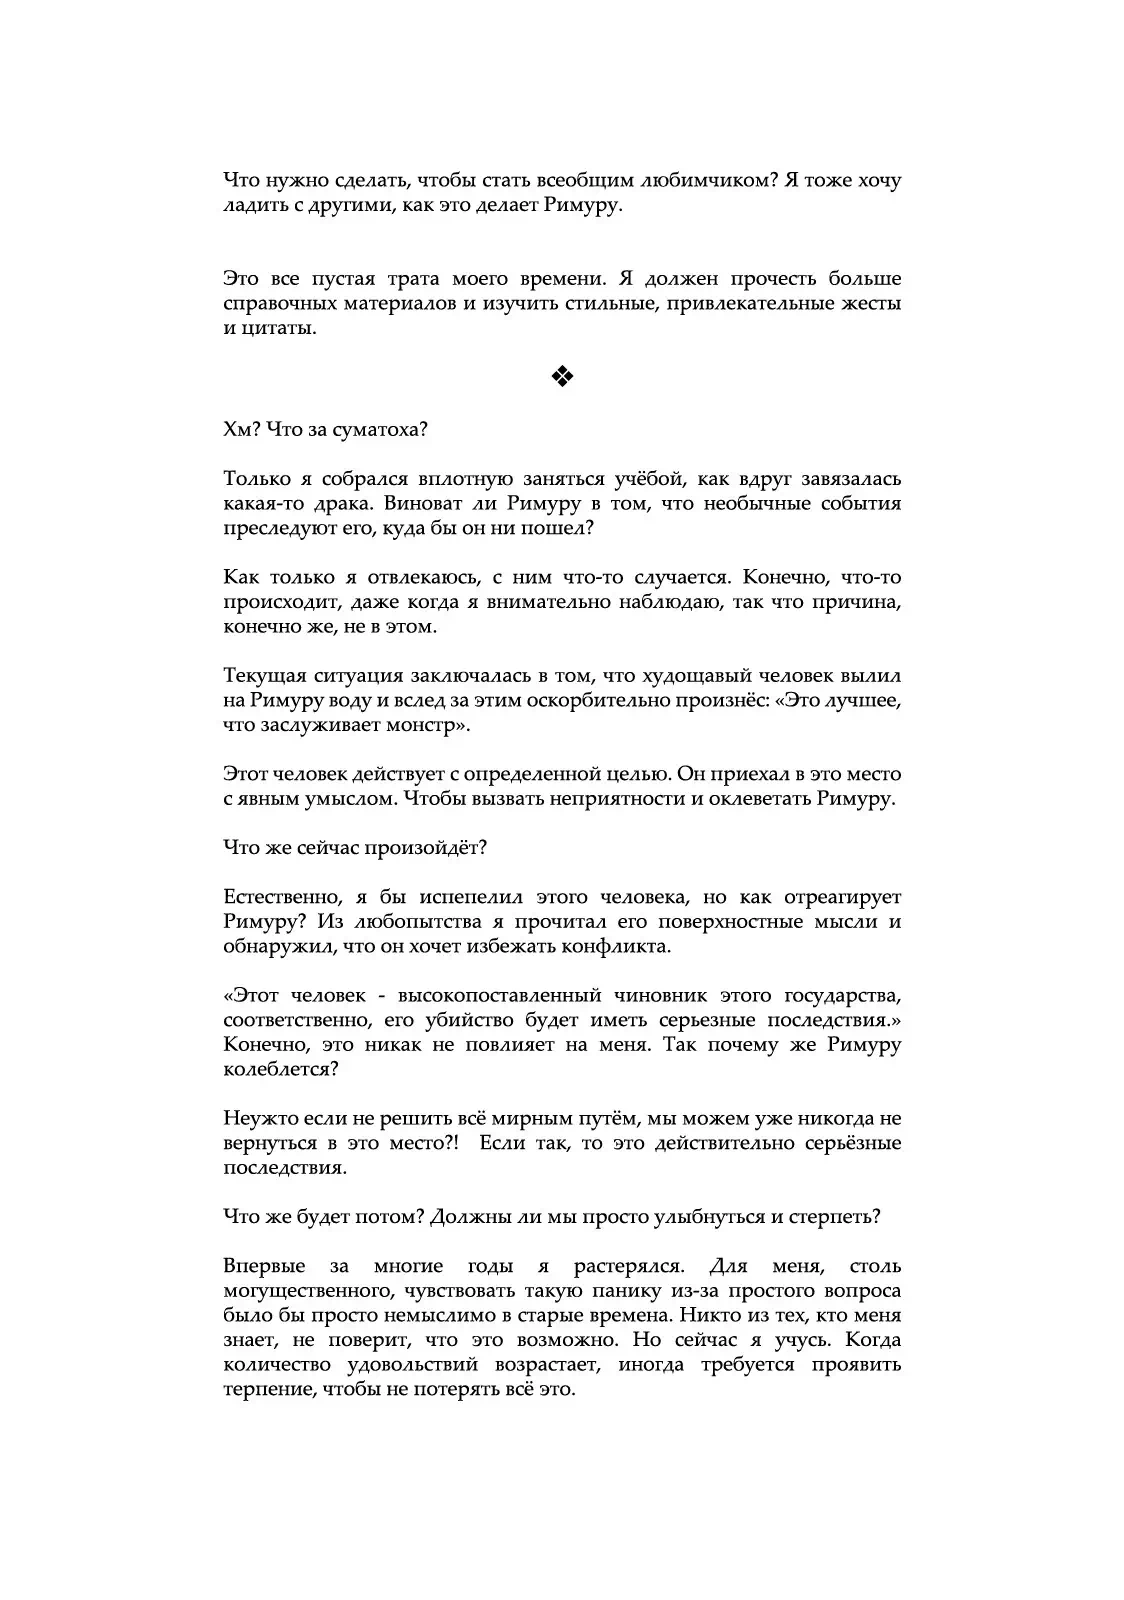 Что нужно сделать, чтобы стать всеобщим любимчиком? Я тоже хочу
ладить с другими, как это делает Римуру.
Это все пустая трата моего времени. Я должен прочесть больше
справочных материалов и изучить стильные, привлекательные жесты
и цитаты.
❖
Хм? Что за суматоха?
Только я собрался вплотную заняться учёбой, как вдруг завязалась
какая-то драка. Виноват ли Римуру в том, что необычные события
преследуют его, куда бы он ни пошел?
Как только я отвлекаюсь, с ним что-то случается. Конечно, что-то
происходит, даже когда я внимательно наблюдаю, так что причина,
конечно же, не в этом.
Текущая ситуация заключалась в том, что худощавый человек вылил
на Римуру воду и вслед за этим оскорбительно произнёс: «Это лучшее,
что заслуживает монстр».
Этот человек действует с определенной целью. Он приехал в это место
с явным умыслом. Чтобы вызвать неприятности и оклеветать Римуру.
Что же сейчас произойдёт?
Естественно, я бы испепелил этого человека, но как отреагирует
Римуру? Из любопытства я прочитал его поверхностные мысли и
обнаружил, что он хочет избежать конфликта.
«Этот человек - высокопоставленный чиновник этого государства,
соответственно, его убийство будет иметь серьезные последствия.»
Конечно, это никак не повлияет на меня. Так почему же Римуру
колеблется?
Неужто если не решить всё мирным путём, мы можем уже никогда не
вернуться в это место?! Если так, то это действительно серьёзные
последствия.
Что же будет потом? Должны ли мы просто улыбнуться и стерпеть?
Впервые за многие годы я растерялся. Для меня, столь
могущественного, чувствовать такую панику из-за простого вопроса
было бы просто немыслимо в старые времена. Никто из тех, кто меня
знает, не поверит, что это возможно. Но сейчас я учусь. Когда
количество удовольствий возрастает, иногда требуется проявить
терпение, чтобы не потерять всё это.